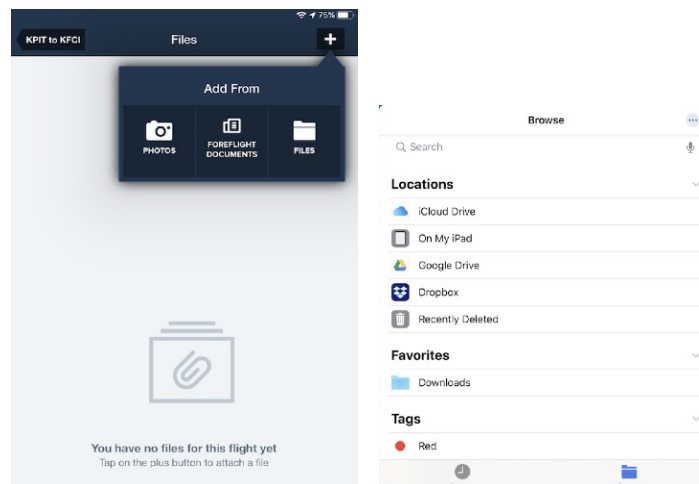 75%
KPIT to KFCI
Files
Add From
PHOTOS
FOREFLIGHT
DOCUMENTS
FILES
You have no files for this flight yet
Tap on the plus button to attach a file
Browse
Search
Locations
iCloud Drive
On My iPad
Google Drive
Dropbox
Recently Deleted
Favorites
Downloads
Tags
Red